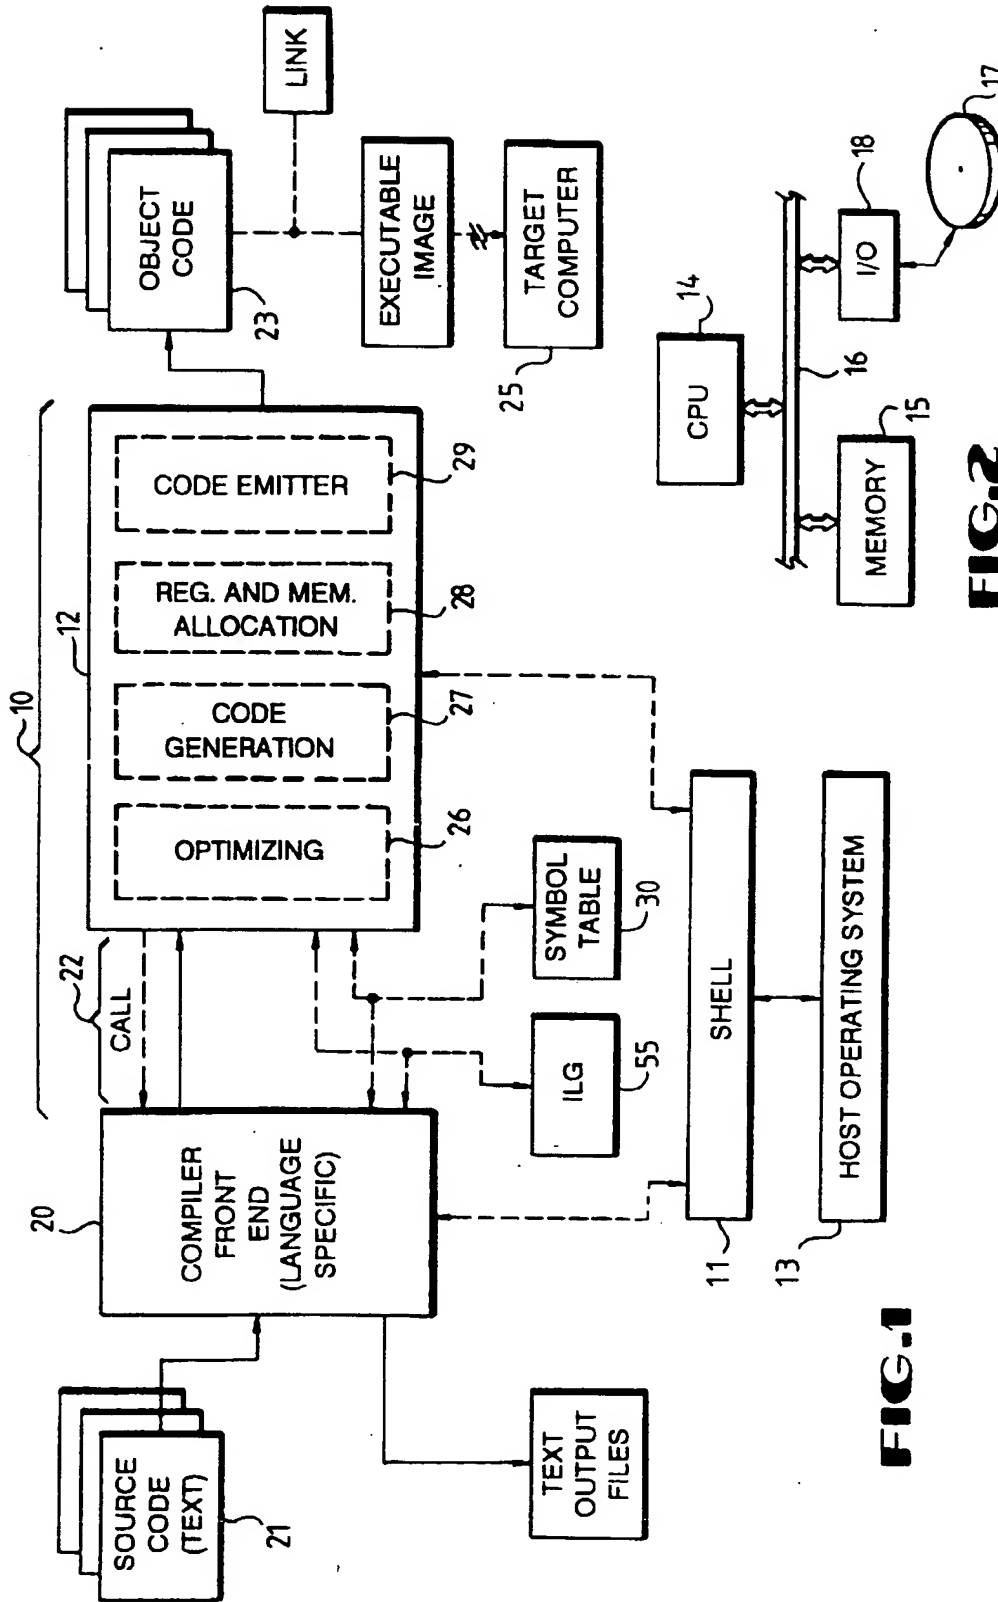 10
12
22
CALL
20
COMPILER
FRONT
END
(LANGUAGE
SPECIFIC)
SOURCE
CODE
(TEXT)
21
TEXT
OUTPUT
FILES
OPTIMIZING
26
CODE
GENERATION
27
REG. AND MEM.
ALLOCATION
28
CODE EMITTER
29
OBJECT
CODE
23
LINK
EXECUTABLE
IMAGE
TARGET
COMPUTER
25
ILG
55
SYMBOL
TABLE
30
SHELL
11
HOST OPERATING SYSTEM
13
FIG.1
CPU
14
16
MEMORY
15
I/O
18
17
FIG.2